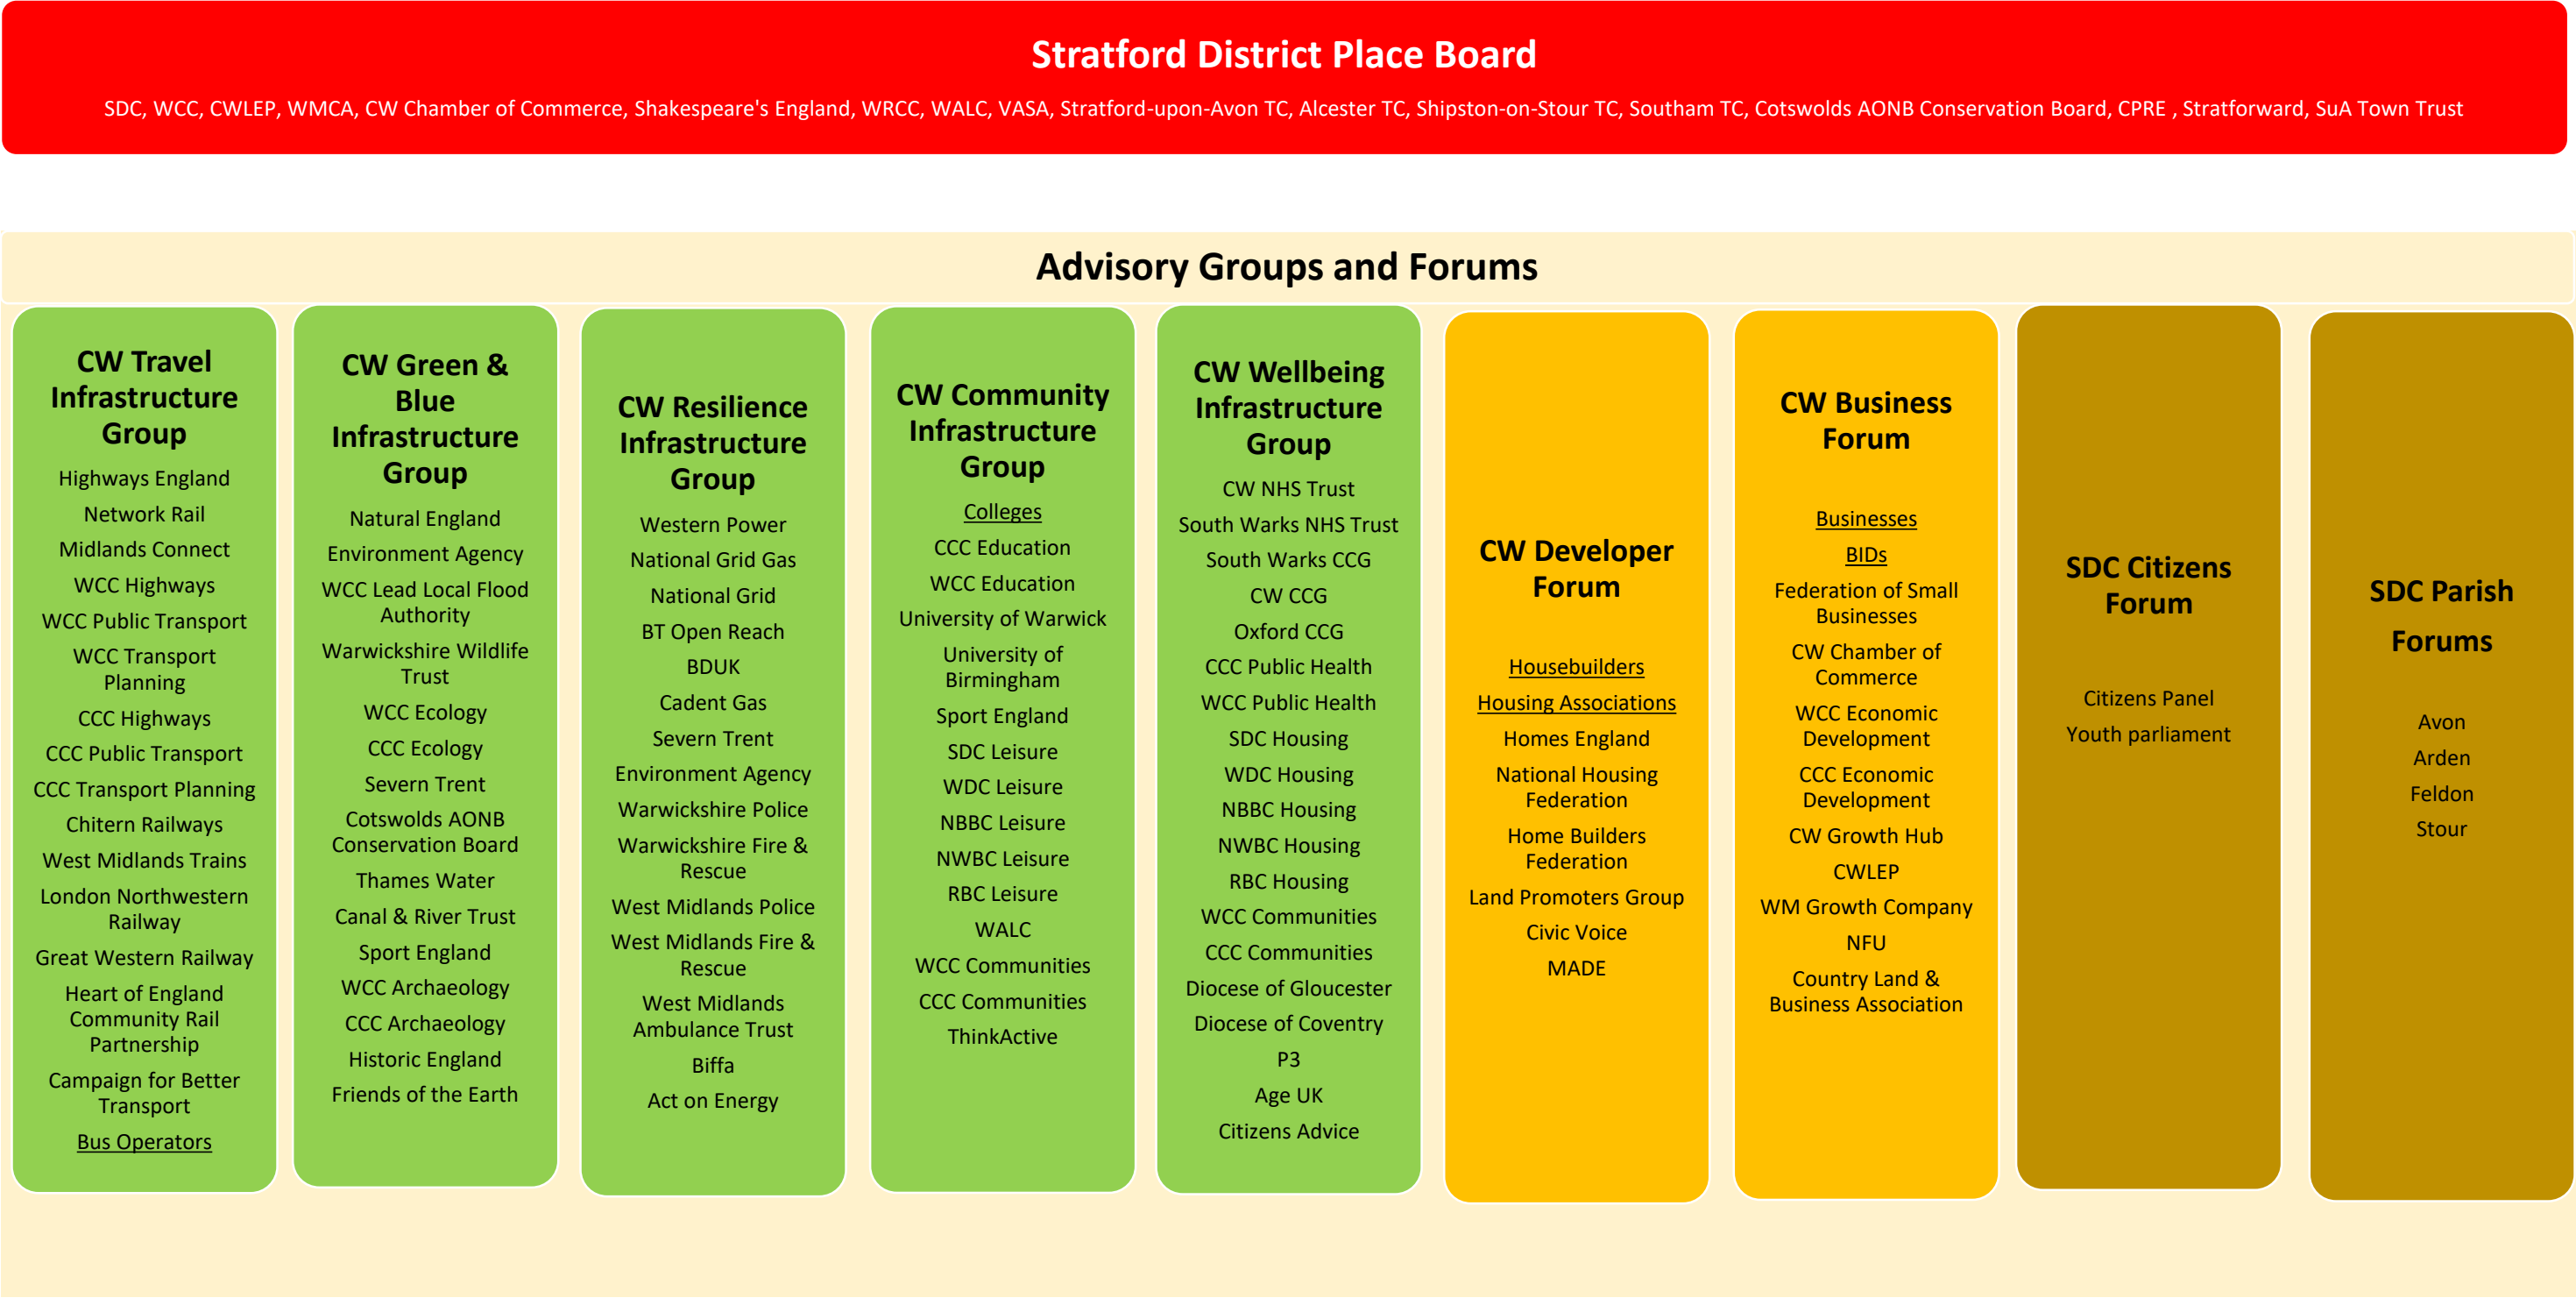 Stratford District Place Board
SDC, WCC, CWLEP, WMCA, CW Chamber of Commerce, Shakespeare's England, WRCC, WALC, VASA, Stratford-upon-Avon TC, Alcester TC, Shipston-on-Stour TC, Southam TC, Cotswolds AONB Conservation Board, CPRE , Stratforward, SuA Town Trust
Advisory Groups and Forums
CW Travel
Infrastructure
Group
Highways England
Network Rail
Midlands Connect
WCC Highways
WCC Public Transport
WCC Transport
Planning
CCC Highways
CCC Public Transport
CCC Transport Planning
Chitern Railways
West Midlands Trains
London Northwestern
Railway
Great Western Railway
Heart of England
Community Rail
Partnership
Campaign for Better
Transport
Bus Operators
CW Green &
Blue
Infrastructure
Group
Natural England
Environment Agency
WCC Lead Local Flood
Authority
Warwickshire Wildlife
Trust
WCC Ecology
CCC Ecology
Severn Trent
Cotswolds AONB
Conservation Board
Thames Water
Canal & River Trust
Sport England
WCC Archaeology
CCC Archaeology
Historic England
Friends of the Earth
CW Resilience
Infrastructure
Group
Western Power
National Grid Gas
National Grid
BT Open Reach
BDUK
Cadent Gas
Severn Trent
Environment Agency
Warwickshire Police
Warwickshire Fire &
Rescue
West Midlands Police
West Midlands Fire &
Rescue
West Midlands
Ambulance Trust
Biffa
Act on Energy
CW Community
Infrastructure
Group
Colleges
CCC Education
WCC Education
University of Warwick
University of
Birmingham
Sport England
SDC Leisure
WDC Leisure
NBBC Leisure
NWBC Leisure
RBC Leisure
WALC
WCC Communities
CCC Communities
ThinkActive
CW Wellbeing
Infrastructure
Group
CW NHS Trust
South Warks NHS Trust
South Warks CCG
CW CCG
Oxford CCG
CCC Public Health
WCC Public Health
SDC Housing
WDC Housing
NBBC Housing
NWBC Housing
RBC Housing
WCC Communities
CCC Communities
Diocese of Gloucester
Diocese of Coventry
P3
Age UK
Citizens Advice
CW Developer
Forum
Housebuilders
Housing Associations
Homes England
National Housing
Federation
Home Builders
Federation
Land Promoters Group
Civic Voice
MADE
CW Business
Forum
Businesses
BIDs
Federation of Small
Businesses
CW Chamber of
Commerce
WCC Economic
Development
CCC Economic
Development
CW Growth Hub
CWLEP
WM Growth Company
NFU
Country Land &
Business Association
SDC Citizens
Forum
Citizens Panel
Youth parliament
SDC Parish
Forums
Avon
Arden
Feldon
Stour